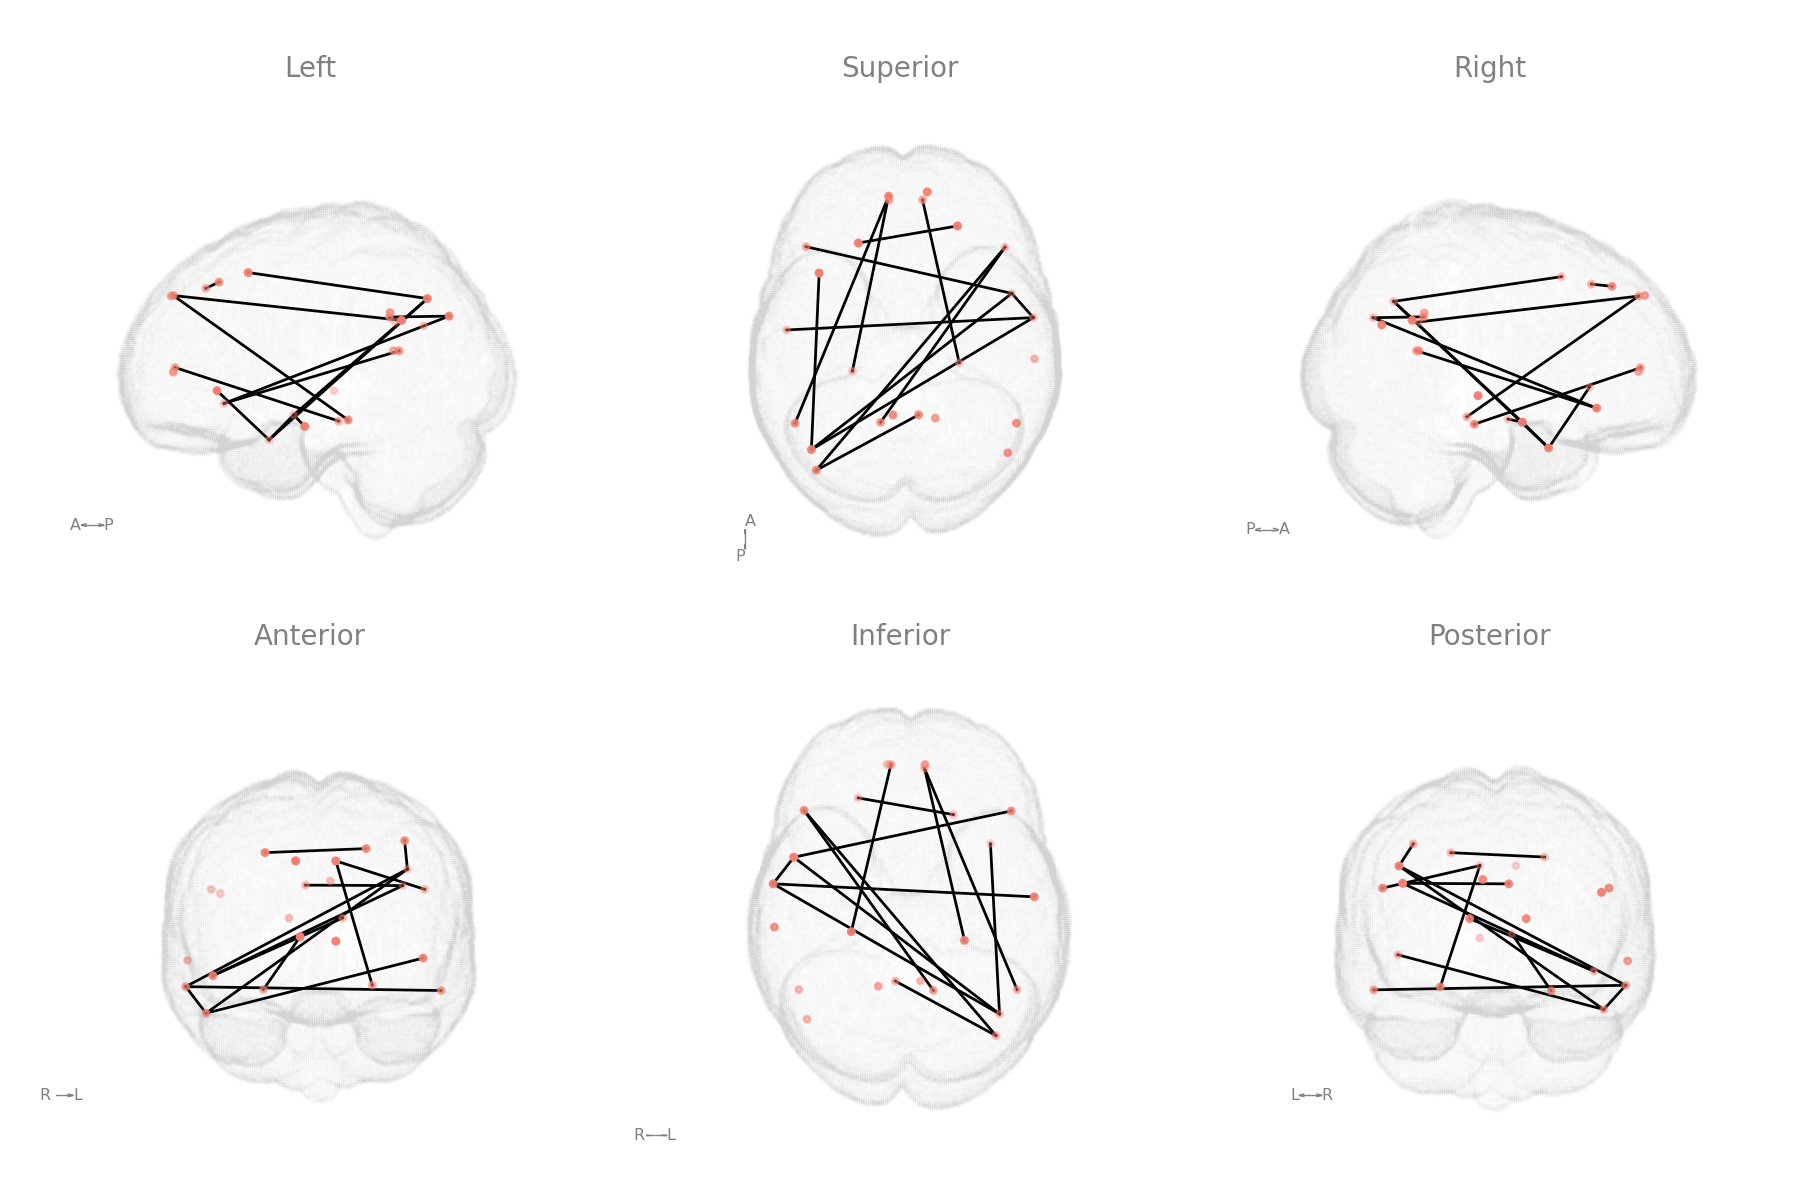 Left
Superior
Right
A P
A
P
P A
Anterior
Inferior
Posterior
R L
R L
L R